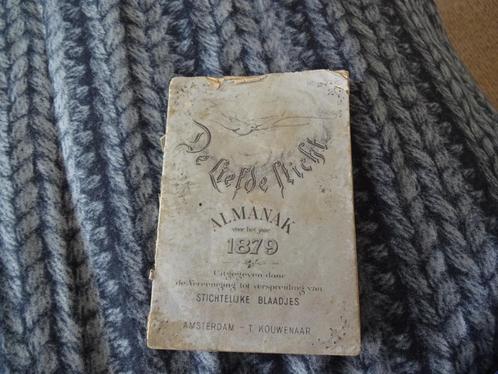 De Liefde sticht
ALMANAK
voor het jaar
1879
Uitgegeven door
de Vereeniging tot verspreiding van
STICHTELIJKE BLAADJES
AMSTERDAM – T. KOUWENAAR